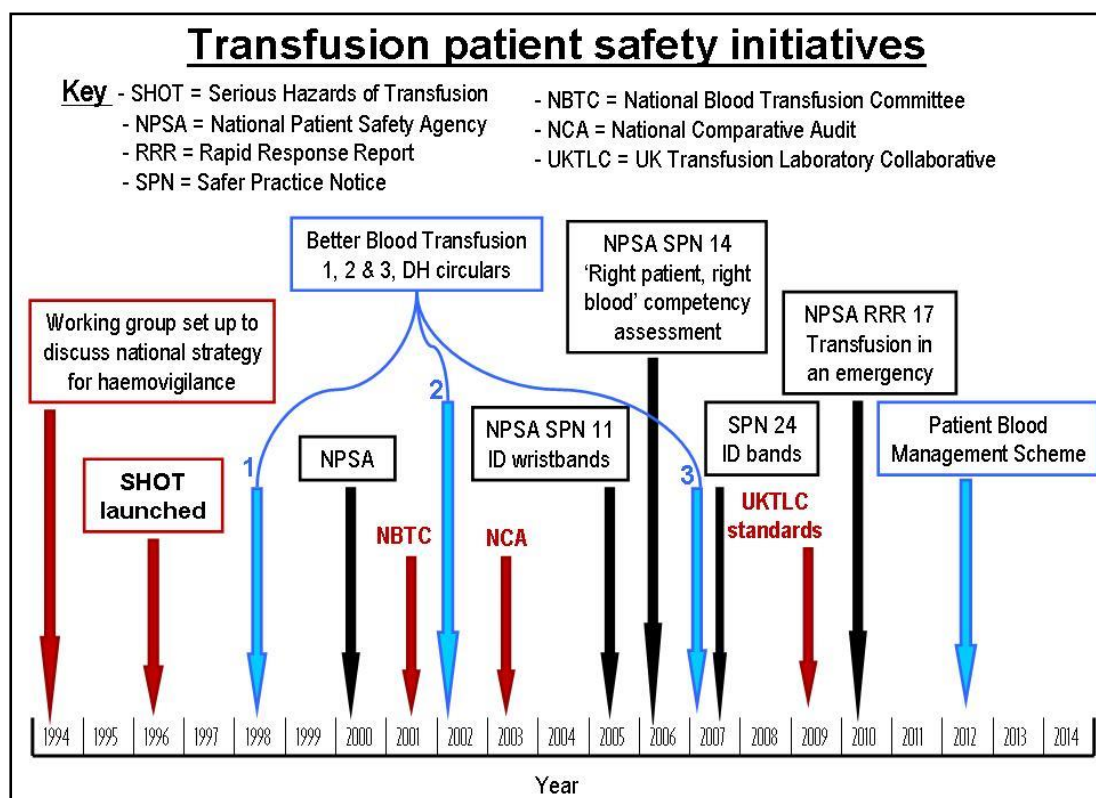 Transfusion patient safety initiatives
Key - SHOT = Serious Hazards of Transfusion
- NPSA = National Patient Safety Agency
- RRR = Rapid Response Report
- SPN = Safer Practice Notice
- NBTC = National Blood Transfusion Committee
- NCA = National Comparative Audit
- UKTLC = UK Transfusion Laboratory Collaborative
Better Blood Transfusion
1, 2 & 3, DH circulars
NPSA SPN 14
'Right patient, right
blood' competency
assessment
Working group set up to
discuss national strategy
for haemovigilance
NPSA RRR 17
Transfusion in
an emergency
2
NPSA SPN 11
ID wristbands
SPN 24
ID bands
Patient Blood
Management Scheme
1
NPSA
3
SHOT
launched
UKTLC
standards
NBTC
NCA
1994 1995 1996 1997 1998 1999 2000 2001 2002 2003 2004 2005 2006 2007 2008 2009 2010 2011 2012 2013 2014
Year